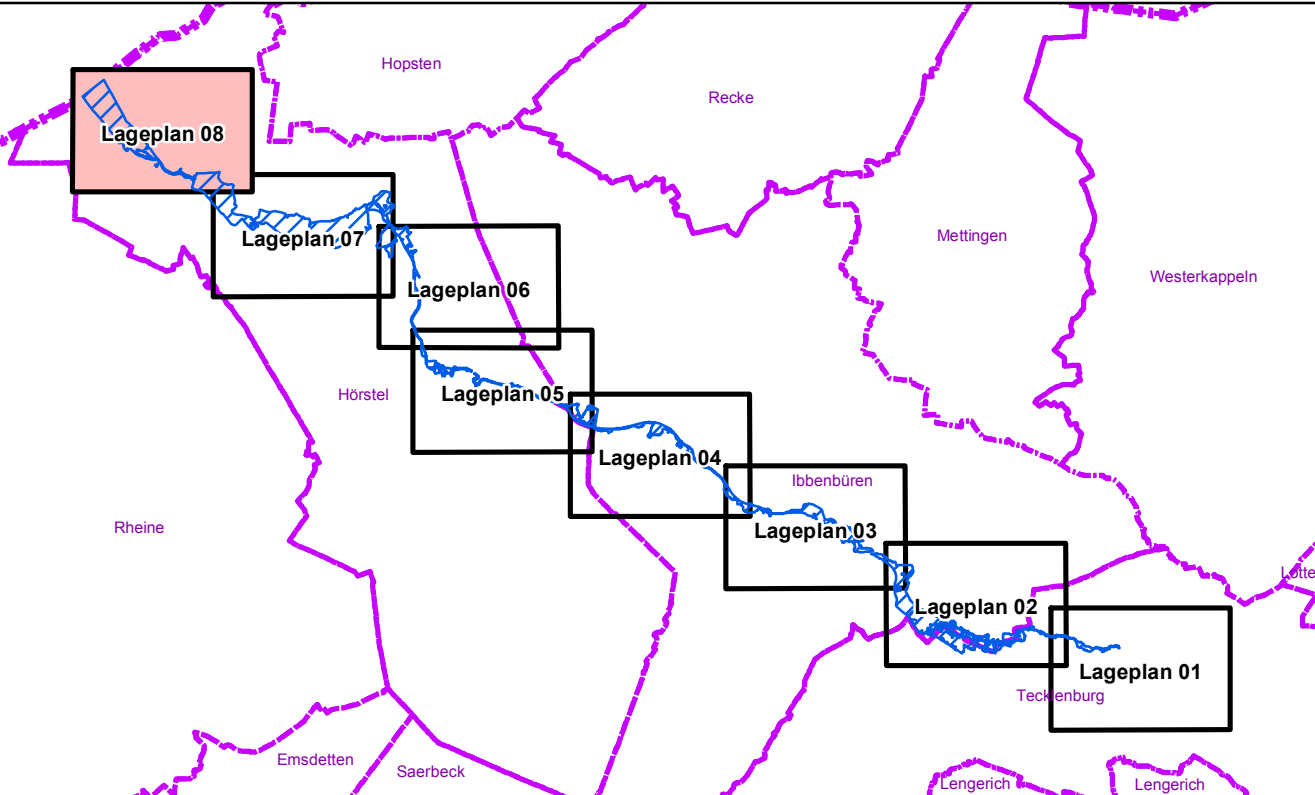 Hopsten
Recke
Lageplan 08
Mettingen
Lageplan 07
Westerkappeln
Lageplan 06
Hörstel
Lageplan 05
Lageplan 04
Ibbenbüren
Rheine
Lageplan 03
Lotte
Lageplan 02
Lageplan 01
Tecklenburg
Emsdetten
Saerbeck
Lengerich
Lengerich